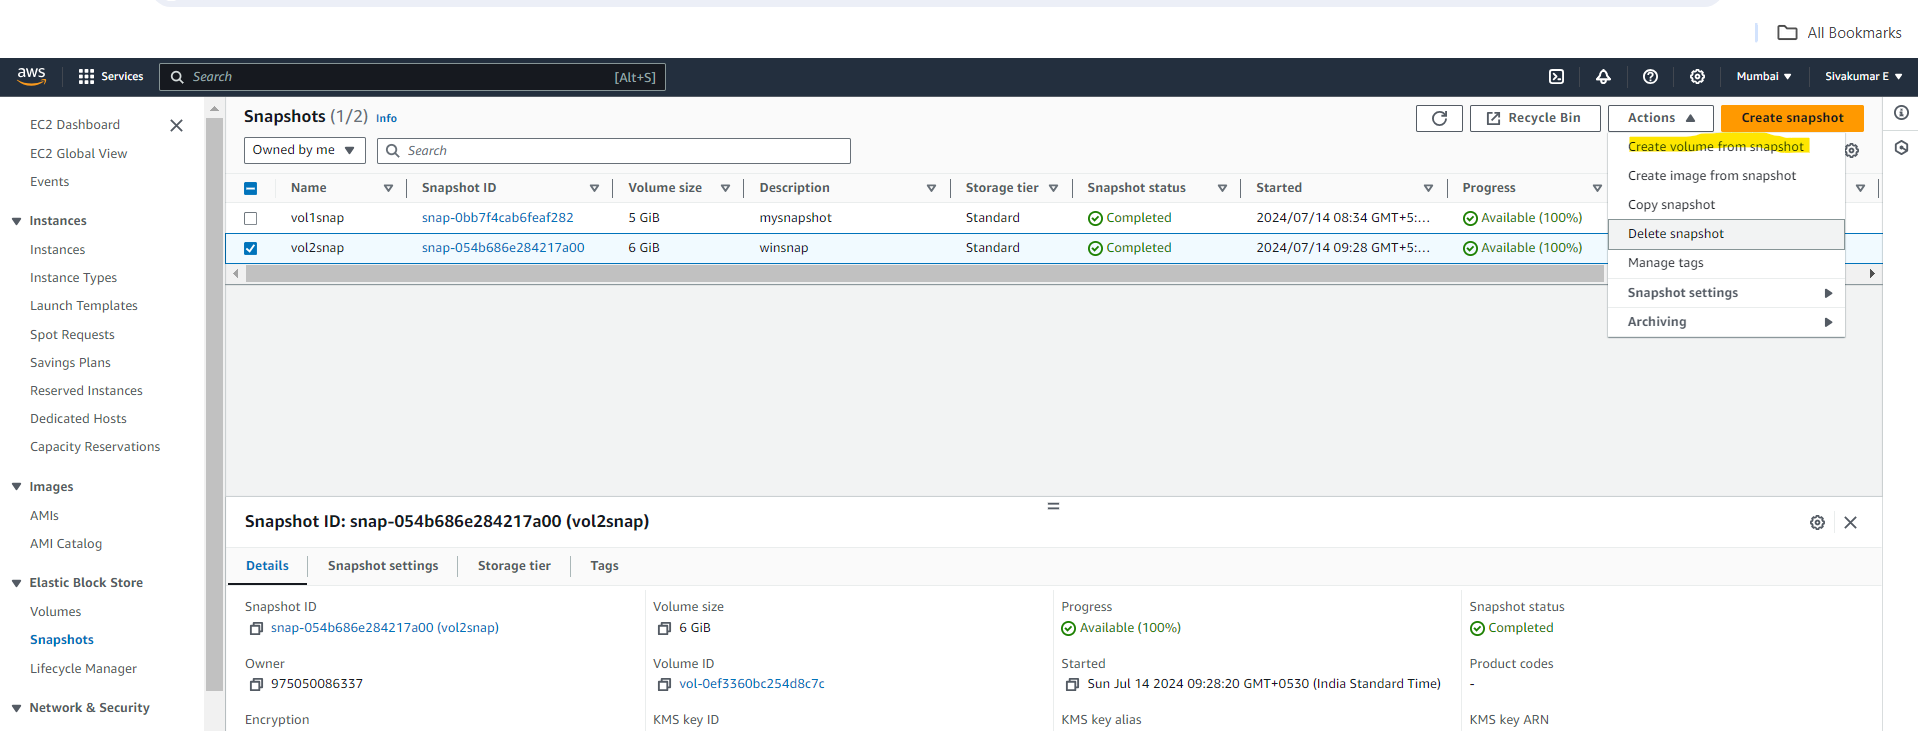 All Bookmarks
aws
Services
Search
[Alt+S]
Mumbai
Sivakumar E
EC2 Dashboard
EC2 Global View
Events
Instances
Instances
Instance Types
Launch Templates
Spot Requests
Savings Plans
Reserved Instances
Dedicated Hosts
Capacity Reservations
Images
AMIs
AMI Catalog
Elastic Block Store
Volumes
Snapshots
Lifecycle Manager
Network & Security
Snapshots (1/2) Info
Recycle Bin
Actions
Create snapshot
Owned by me
Search
Create volume from snapshot
Create image from snapshot
Copy snapshot
Delete snapshot
Manage tags
Snapshot settings
Archiving
Name Snapshot ID Volume size Description Storage tier Snapshot status Started Progress
vol1snap snap-0bb7f4cab6feaf282 5 GiB mysnapshot Standard Completed 2024/07/14 08:34 GMT+5:... Available (100%)
vol2snap snap-054b686e284217a00 6 GiB winsnap Standard Completed 2024/07/14 09:28 GMT+5:... Available (100%)
Snapshot ID: snap-054b686e284217a00 (vol2snap)
Details Snapshot settings Storage tier Tags
Snapshot ID Volume size Progress Snapshot status
snap-054b686e284217a00 (vol2snap) 6 GiB Available (100%) Completed
Owner Volume ID Started Product codes
975050086337 vol-0ef3360bc254d8c7c Sun Jul 14 2024 09:28:20 GMT+0530 (India Standard Time) -
Encryption KMS key ID KMS key alias KMS key ARN